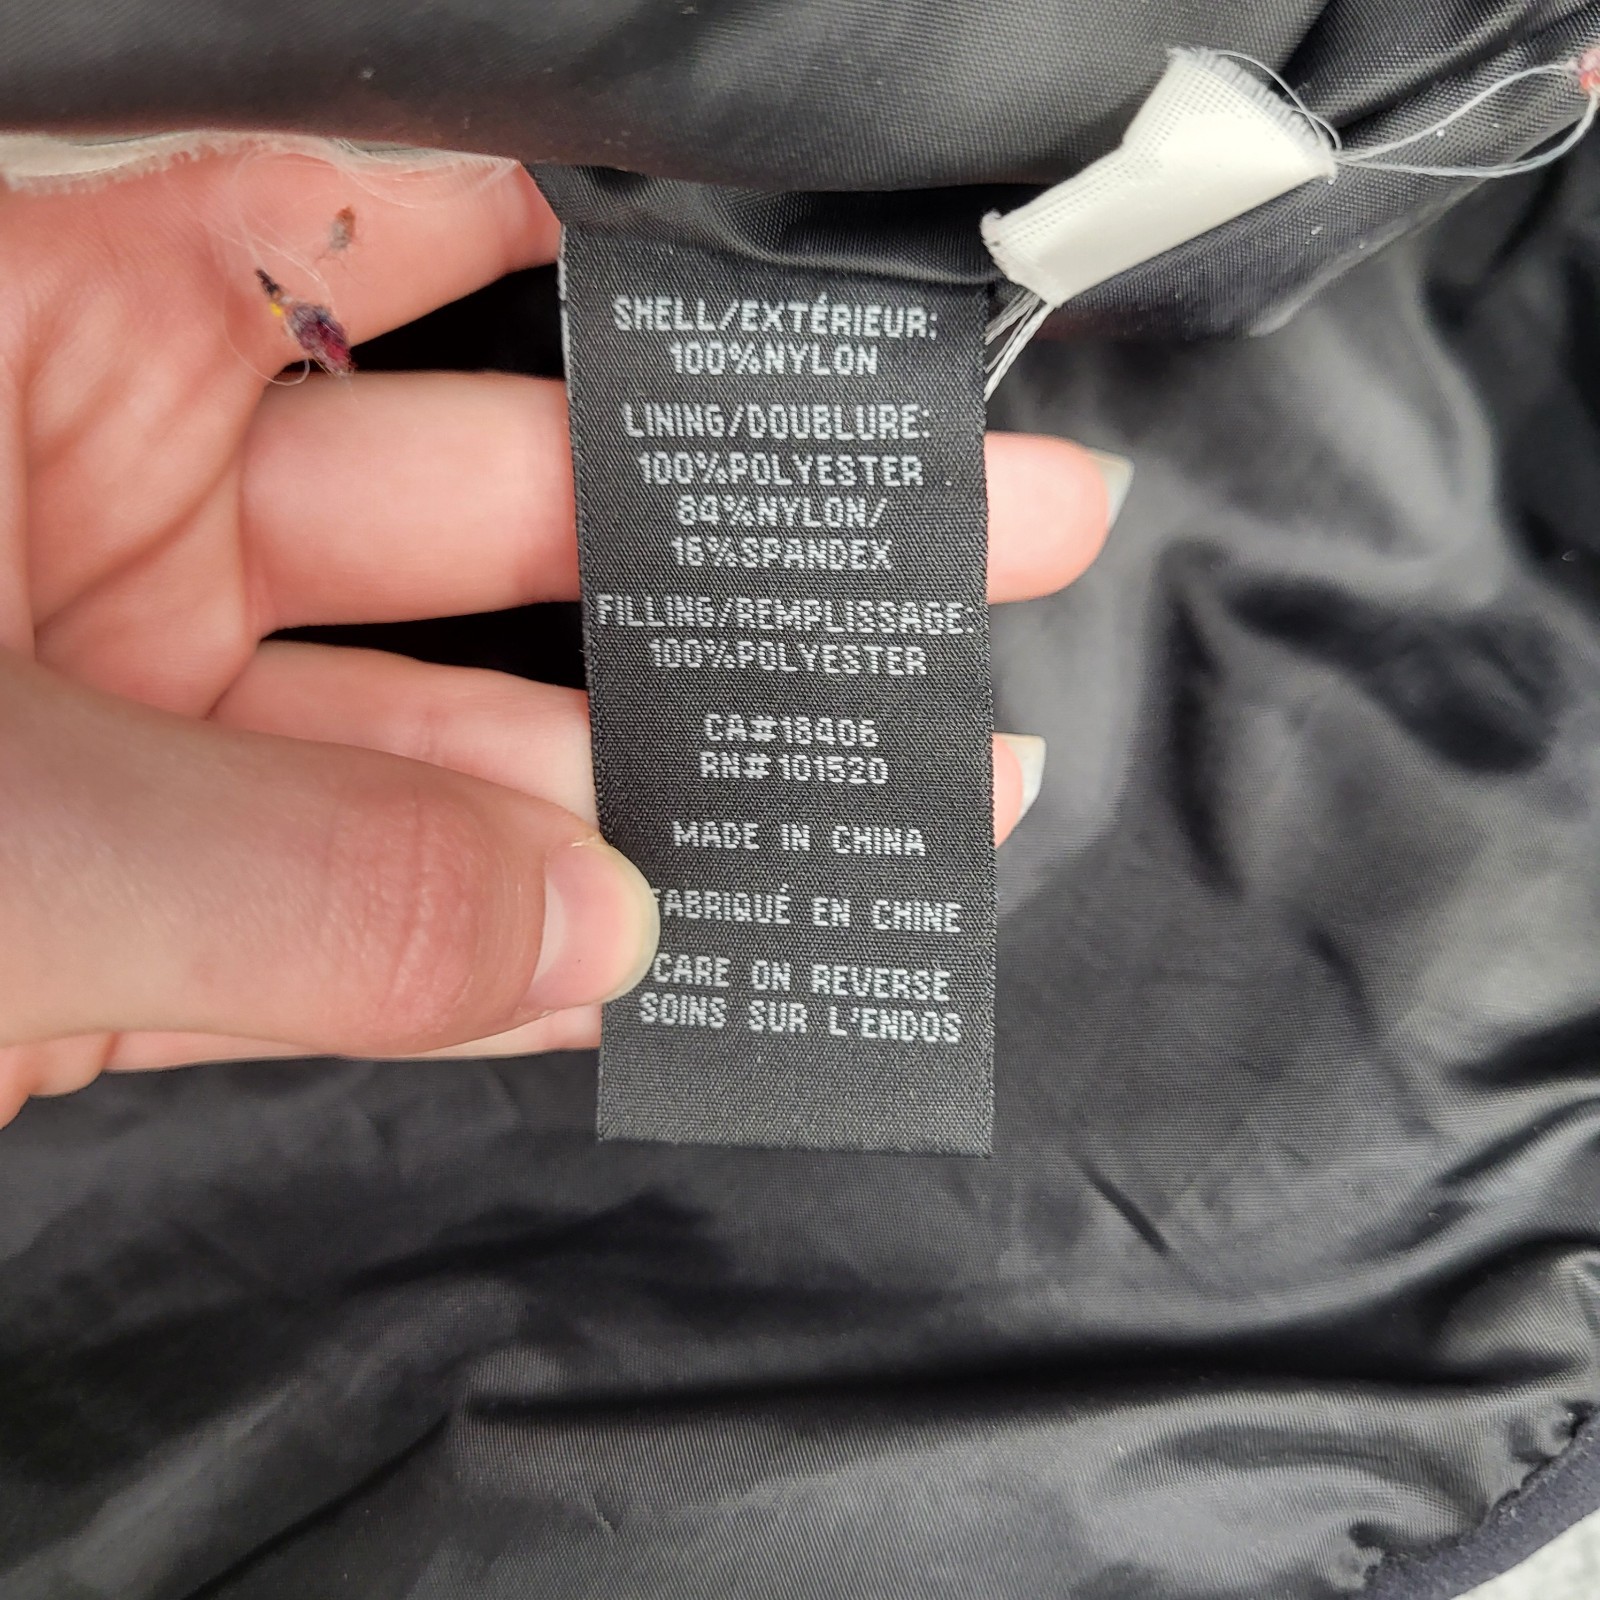 SHELL/EXTÉRIEUR:
100%NYLON
LINING/DOUBLURE:
100%POLYESTER
84%NYLON/
16%SPANDEX
FILLING/REMPLISSAGE:
100%POLYESTER
CA#18406
RN#101520
MADE IN CHINA
FABRIQUÉ EN CHINE
CARE ON REVERSE
SOINS SUR L'ENDOS